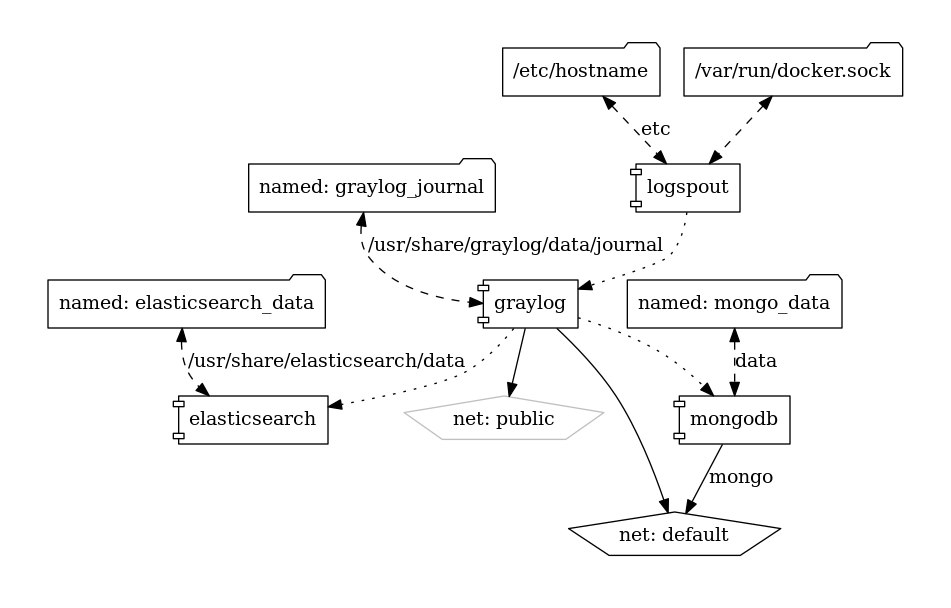 /etc/hostname
/var/run/docker.sock
etc
named: graylog_journal
logspout
/usr/share/graylog/data/journal
named: elasticsearch_data
graylog
named: mongo_data
/usr/share/elasticsearch/data
data
elasticsearch
net: public
mongodb
mongo
net: default